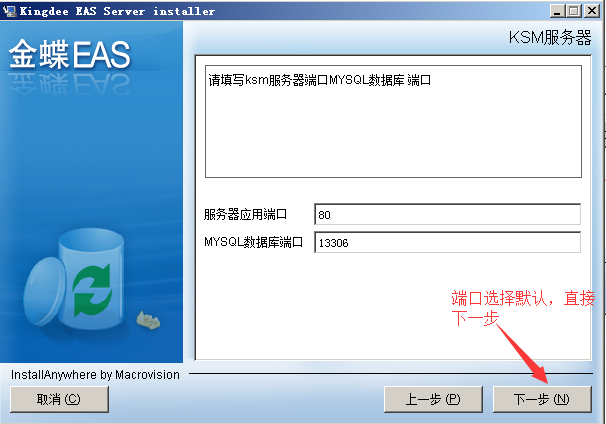 Kingdee EAS Server installer
金蝶EAS
KSM服务器
请填写ksm服务器端口MYSQL数据库 端口
服务器应用端口
80
MYSQL数据库端口
13306
端口选择默认，直接
下一步
InstallAnywhere by Macrovision
取消(C)
上一步(P)
下一步(N)